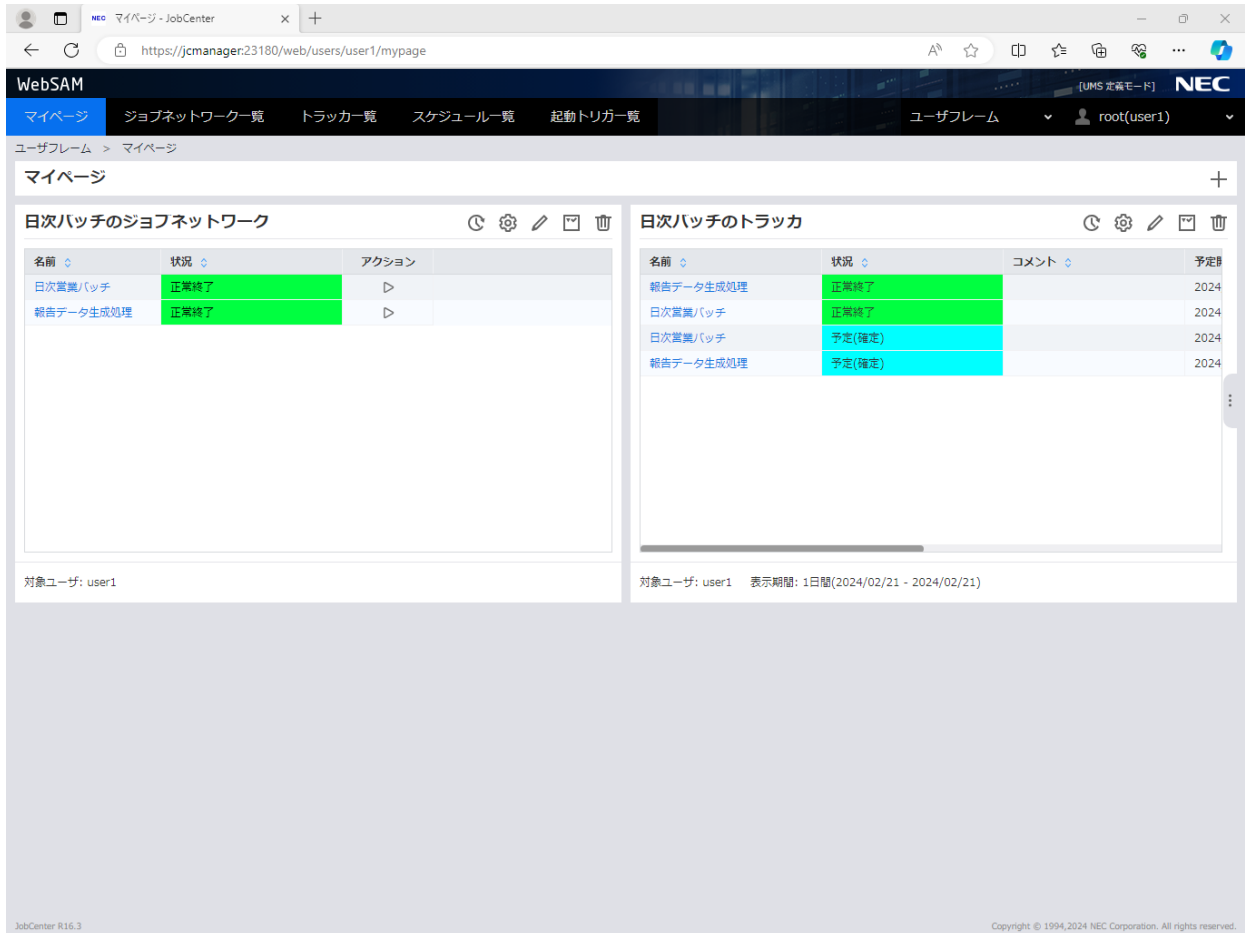 NEC マイページ - JobCenter
https://jcmanager:23180/web/users/user1/mypage
WebSAM
[UMS 定義モード] NEC
マイページ ジョブネットワーク一覧 トラッカ一覧 スケジュール一覧 起動トリガ一覧 ユーザフレーム root(user1)
ユーザフレーム > マイページ
マイページ
日次バッチのジョブネットワーク
名前 状況 アクション
日次営業バッチ 正常終了
報告データ生成処理 正常終了
対象ユーザ: user1
日次バッチのトラッカ
名前 状況 コメント 予定
報告データ生成処理 正常終了 2024
日次営業バッチ 正常終了 2024
日次営業バッチ 予定(確定) 2024
報告データ生成処理 予定(確定) 2024
対象ユーザ: user1 表示期間: 1日間(2024/02/21 - 2024/02/21)
JobCenter R16.3
Copyright © 1994,2024 NEC Corporation. All rights reserved.